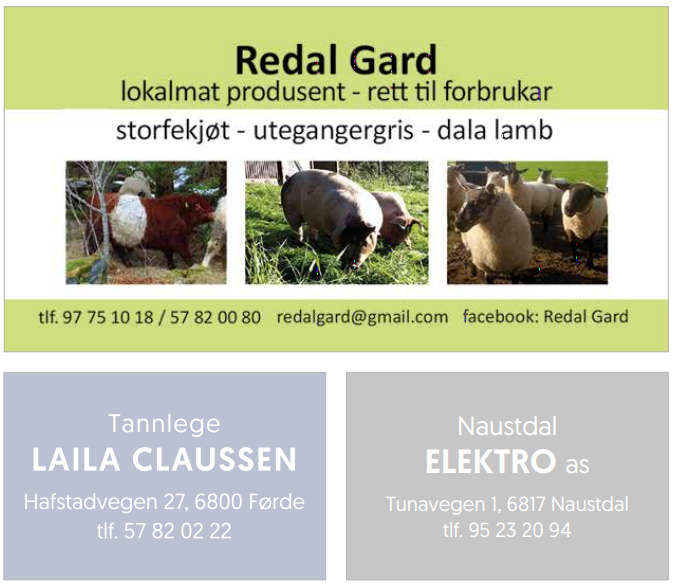 Redal Gard
lokalmat produsent - rett til forbrukar
storfekjøt - utegangergris - dala lamb
tlf. 97 75 10 18 / 57 82 00 80 redalgard@gmail.com facebook: Redal Gard
Tannlege
LAILA CLAUSSEN
Hafstadvegen 27, 6800 Førde
tlf. 57 82 02 22
Naustdal
ELEKTRO as
Tunavegen 1, 6817 Naustdal
tlf. 95 23 20 94